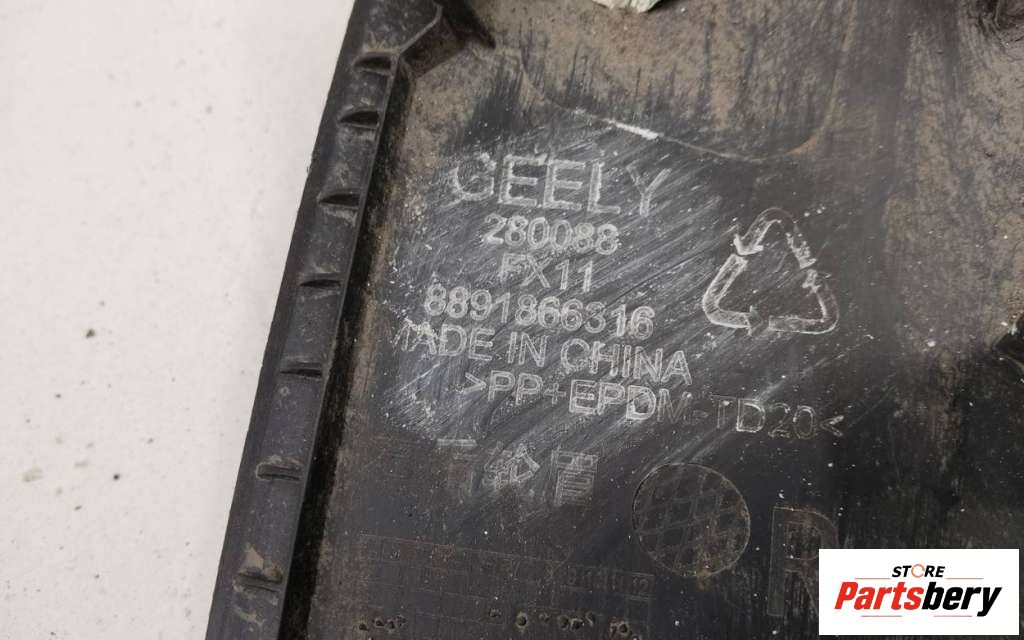 GEELY
280088
FX11
8891866316
MADE IN CHINA
>PP+EPDM-TD20<
R
STORE
Partsbery